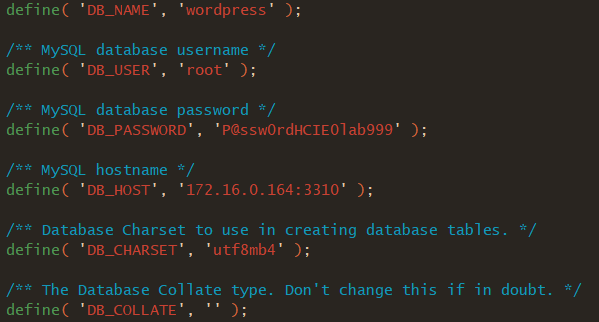 define( 'DB_NAME', 'wordpress' );
/** MySQL database username */
define( 'DB_USER', 'root' );
/** MySQL database password */
define( 'DB_PASSWORD', 'P@ssw0rdHCIE0lab999' );
/** MySQL hostname */
define( 'DB_HOST', '172.16.0.164:3310' );
/** Database Charset to use in creating database tables. */
define( 'DB_CHARSET', 'utf8mb4' );
/** The Database Collate type. Don't change this if in doubt. */
define( 'DB_COLLATE', '' );